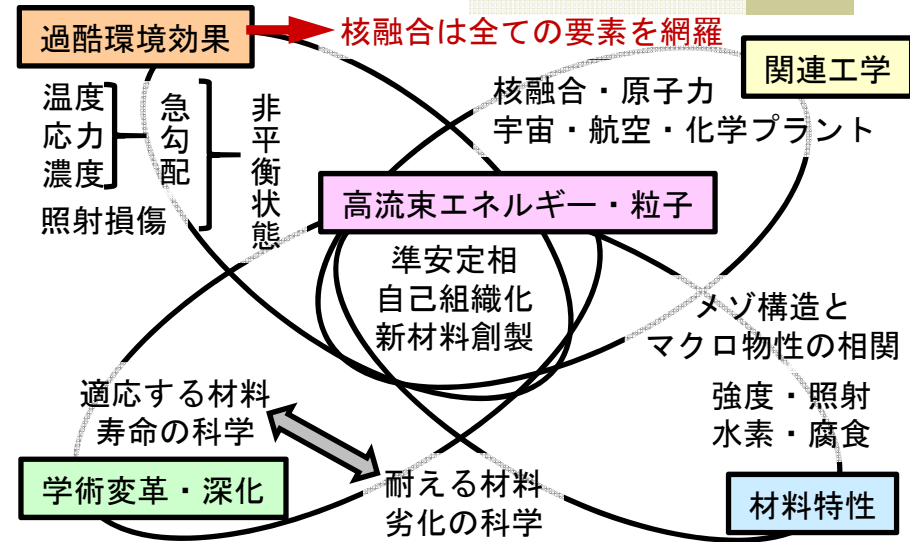 過酷環境効果
核融合は全ての要素を網羅
関連工学
温度
応力
濃度
急勾配
照射損傷
非平衡状態
核融合・原子力
宇宙・航空・化学プラント
高流束エネルギー・粒子
準安定相
自己組織化
新材料創製
メゾ構造と
マクロ物性の相関
強度・照射
水素・腐食
適応する材料
寿命の科学
学術変革・深化
耐える材料
劣化の科学
材料特性